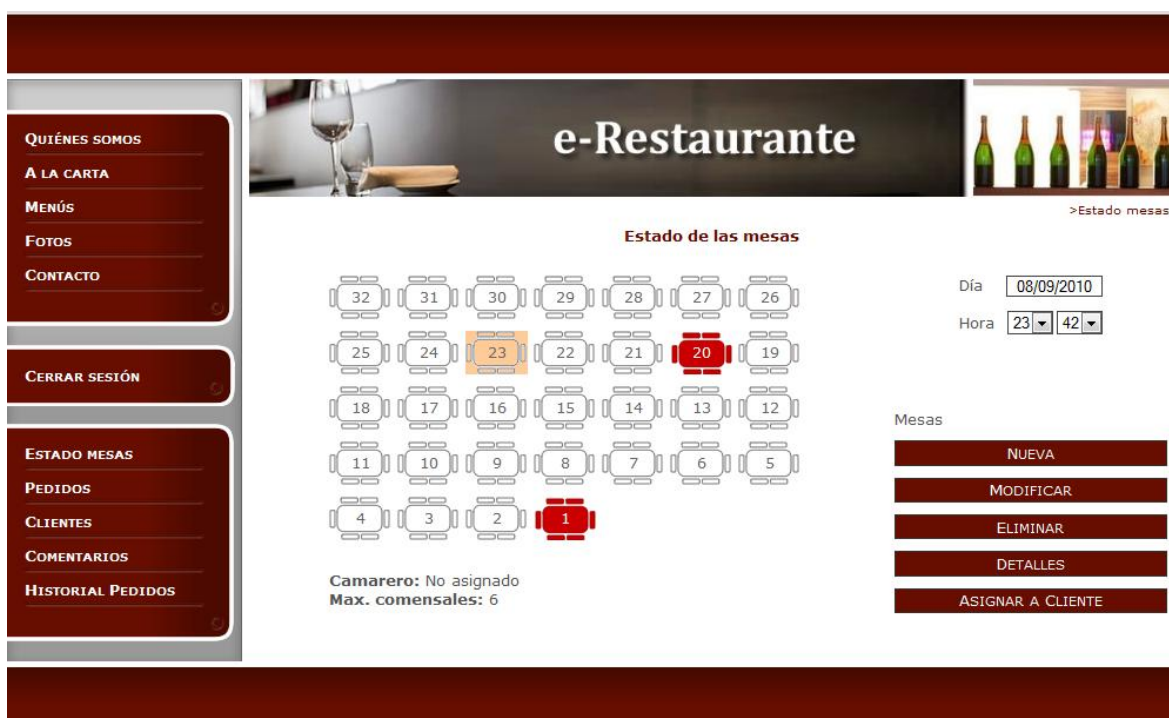 e-Restaurante
QUIÉNES SOMOS
A LA CARTA
MENÚS
FOTOS
CONTACTO
CERRAR SESIÓN
ESTADO MESAS
PEDIDOS
CLIENTES
COMENTARIOS
HISTORIAL PEDIDOS
>Estado mesas
Estado de las mesas
32 31 30 29 28 27 26
25 24 23 22 21 20 19
18 17 16 15 14 13 12
11 10 9 8 7 6 5
4 3 2 1
Camarero: No asignado
Max. comensales: 6
Día 08/09/2010
Hora 23 42
Mesas
NUEVA
MODIFICAR
ELIMINAR
DETALLES
ASIGNAR A CLIENTE